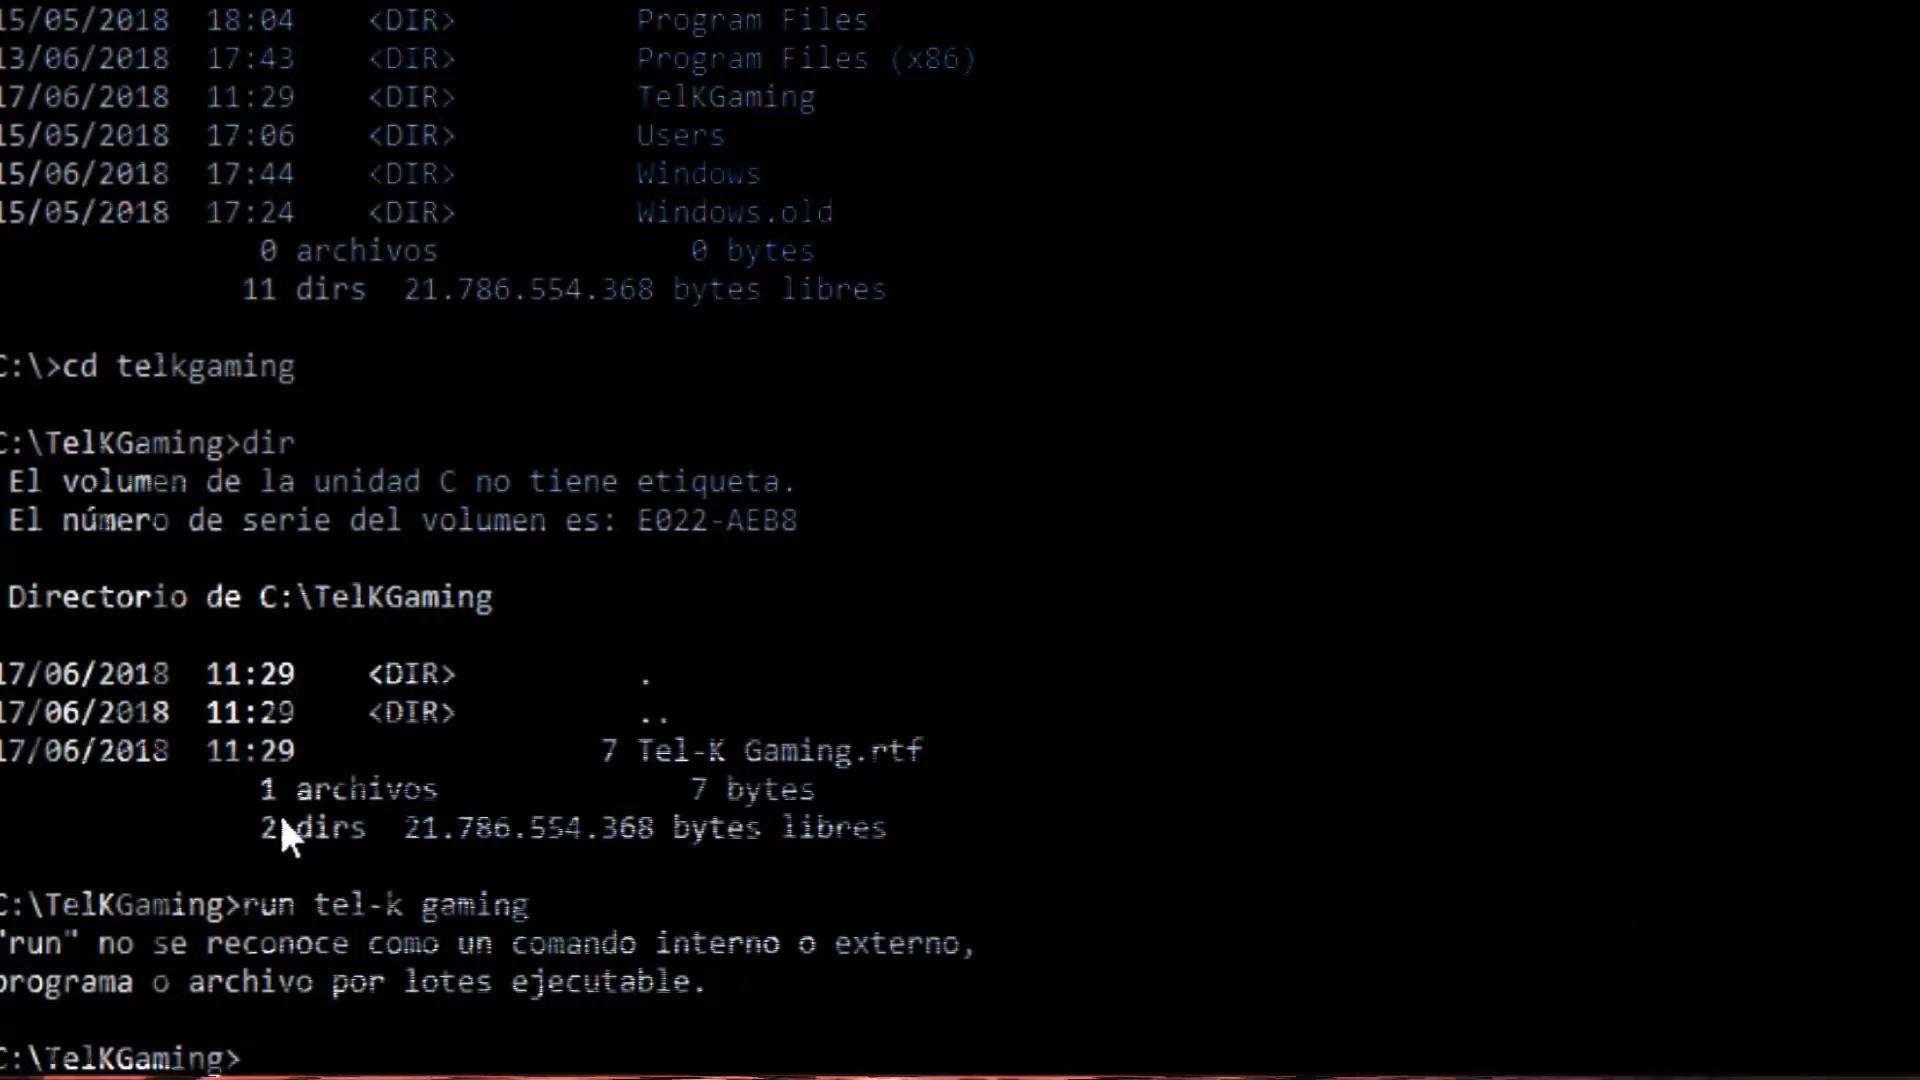 15/05/2018 18:04 <DIR> Program Files
13/06/2018 17:43 <DIR> Program Files (x86)
17/06/2018 11:29 <DIR> TelKGaming
15/05/2018 17:06 <DIR> Users
15/06/2018 17:44 <DIR> Windows
15/05/2018 17:24 <DIR> Windows.old
0 archivos 0 bytes
11 dirs 21.786.554.368 bytes libres
C:\>cd telkgaming
C:\TelKGaming>dir
El volumen de la unidad C no tiene etiqueta.
El número de serie del volumen es: E022-AEB8
Directorio de C:\TelKGaming
17/06/2018 11:29 <DIR> .
17/06/2018 11:29 <DIR> ..
17/06/2018 11:29 7 Tel-K Gaming.rtf
1 archivos 7 bytes
2 dirs 21.786.554.368 bytes libres
C:\TelKGaming>run tel-k gaming
"run" no se reconoce como un comando interno o externo,
programa o archivo por lotes ejecutable.
C:\TelKGaming>